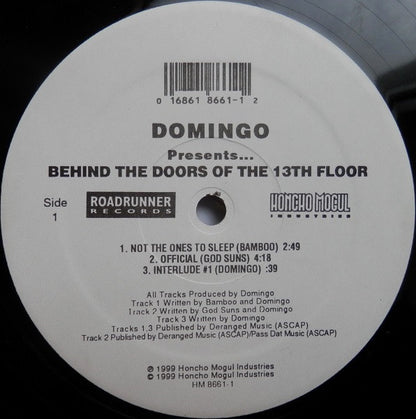 0 16861 8661-1 2
DOMINGO
Presents...
BEHIND THE DOORS OF THE 13TH FLOOR
Side
1
ROADRUNNER
RECORDS
HONCHO MOGUL
INDUSTRIES
1. NOT THE ONES TO SLEEP (BAMBOO) 2:49
2. OFFICIAL (GOD SUNS) 4:18
3. INTERLUDE #1 (DOMINGO) :39
All Tracks Produced by Domingo
Track 1 Written by Bamboo and Domingo
Track 2 Written by God Suns and Domingo
Track 3 Written by Domingo
Tracks 1,3 Published by Deranged Music (ASCAP)
Track 2 Published by Deranged Music (ASCAP)/Pass Dat Music (ASCAP)
℗ 1999 Honcho Mogul Industries
© 1999 Honcho Mogul Industries
HM 8661-1